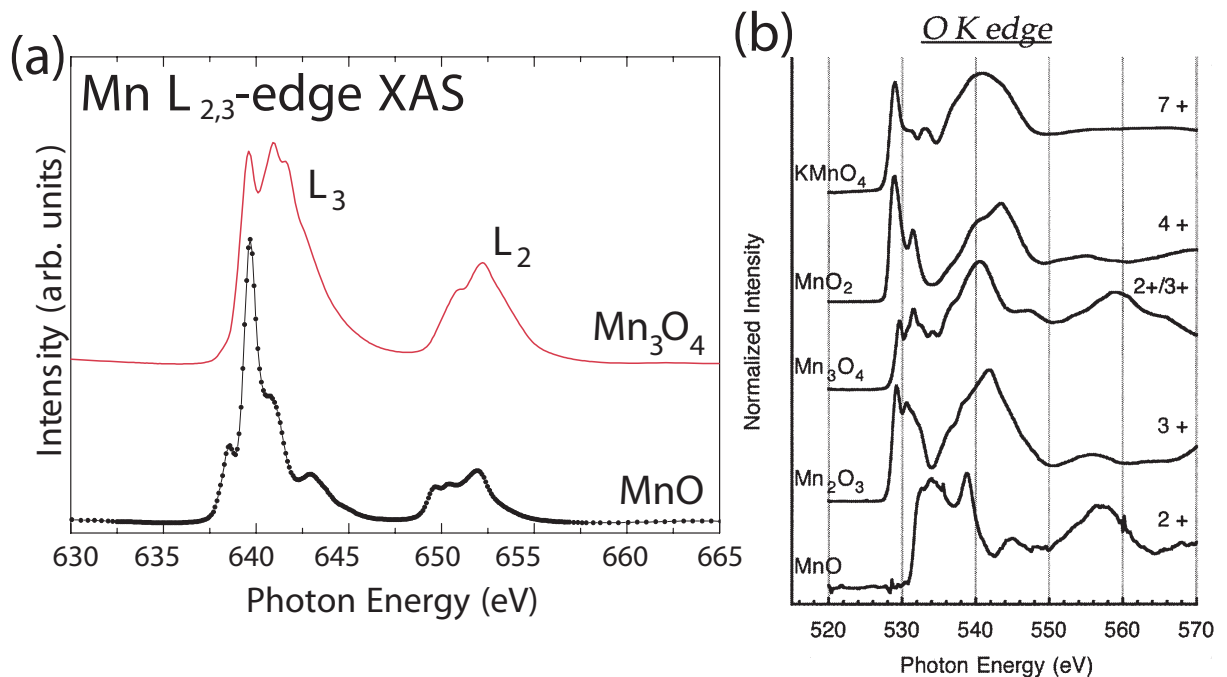 (a)
Mn L2,3-edge XAS
Intensity (arb. units)
L3
L2
Mn3O4
MnO
630 635 640 645 650 655 660 665
Photon Energy (eV)
(b)
O K edge
Normalized Intensity
7 +
KMnO4
4 +
MnO2
2+/3+
Mn3O4
3 +
Mn2O3
2 +
MnO
520 530 540 550 560 570
Photon Energy (eV)